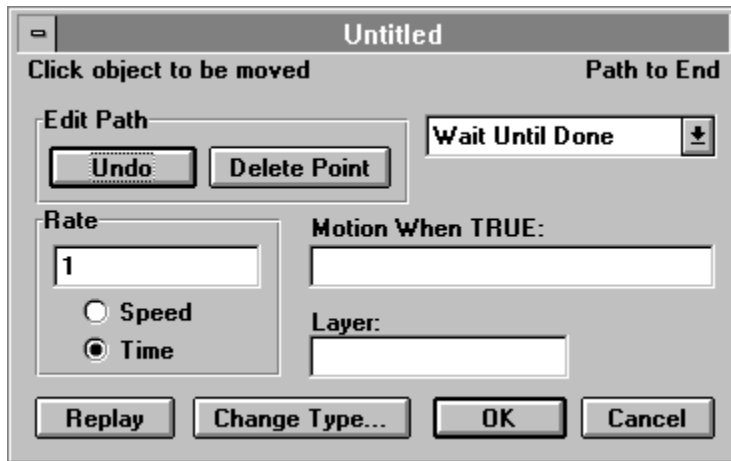 Untitled
Click object to be moved Path to End
Edit Path
Wait Until Done
Undo Delete Point
Rate
Motion When TRUE:
1
Speed
Layer:
Time
Replay Change Type... OK Cancel